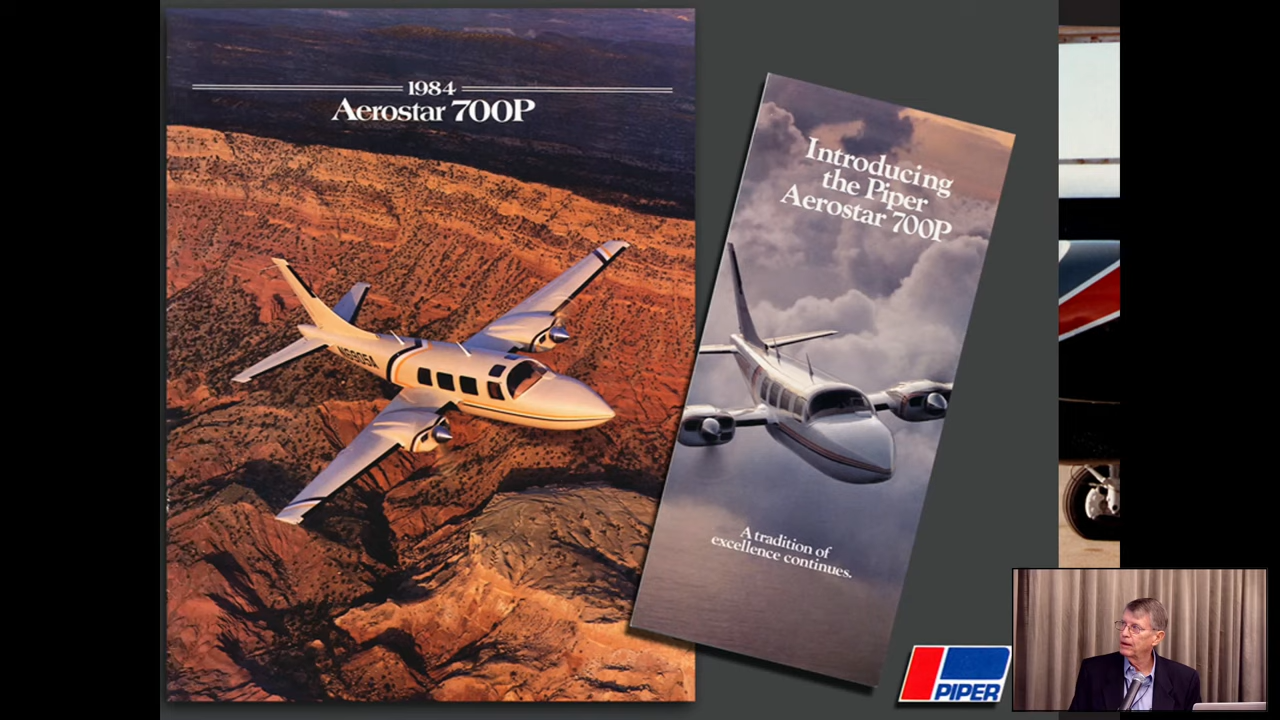 1984
Aerostar 700P
Introducing
the Piper
Aerostar 700P
A tradition of
excellence continues.
PIPER